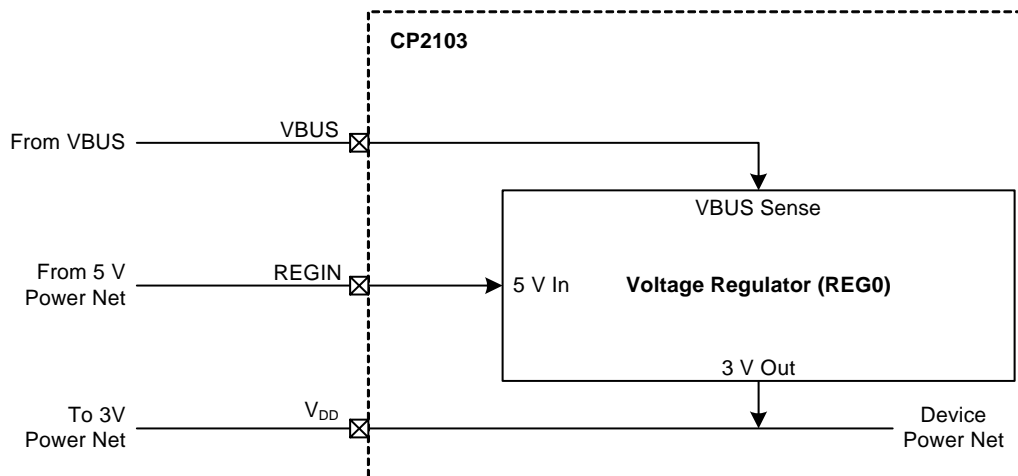 CP2103
From VBUS
VBUS
VBUS Sense
From 5 V
Power Net
REGIN
5 V In
Voltage Regulator (REG0)
3 V Out
To 3V
Power Net
VDD
Device
Power Net